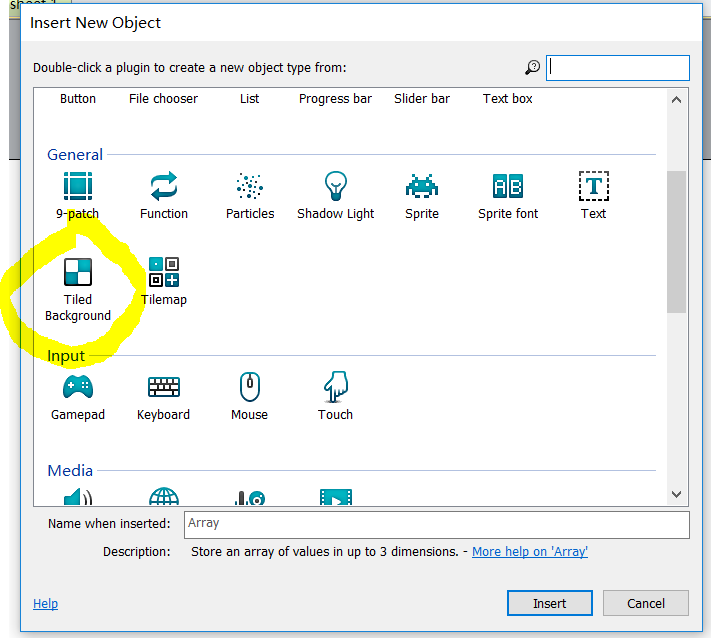 Insert New Object
Double-click a plugin to create a new object type from:
Button File chooser List Progress bar Slider bar Text box
General
9-patch Function Particles Shadow Light Sprite Sprite font Text
Tiled Background Tilemap
Input
Gamepad Keyboard Mouse Touch
Media
Name when inserted: Array
Description: Store an array of values in up to 3 dimensions. - More help on 'Array'
Help Insert Cancel